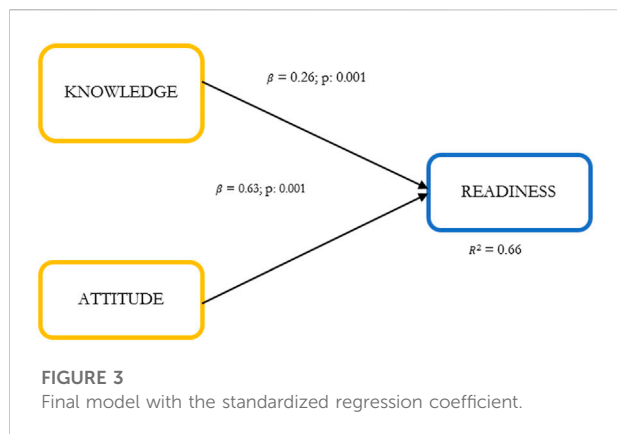 β = 0.26; p: 0.001
KNOWLEDGE
β = 0.63; p: 0.001
READINESS
R² = 0.66
ATTITUDE
FIGURE 3
Final model with the standardized regression coefficient.